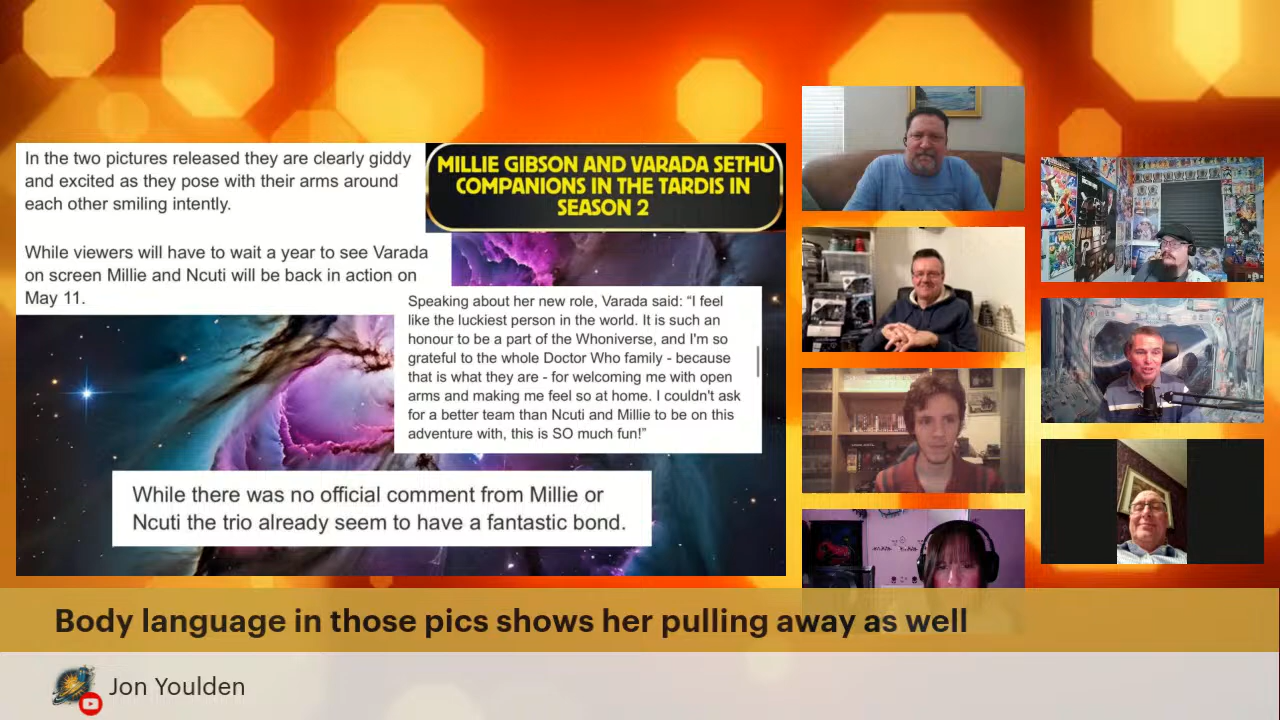 In the two pictures released they are clearly giddy
and excited as they pose with their arms around
each other smiling intently.
While viewers will have to wait a year to see Varada
on screen Millie and Ncuti will be back in action on
May 11.
MILLIE GIBSON AND VARADA SETHU
COMPANIONS IN THE TARDIS IN
SEASON 2
Speaking about her new role, Varada said: “I feel
like the luckiest person in the world. It is such an
honour to be a part of the Whoniverse, and I'm so
grateful to the whole Doctor Who family - because
that is what they are - for welcoming me with open
arms and making me feel so at home. I couldn't ask
for a better team than Ncuti and Millie to be on this
adventure with, this is SO much fun!”
While there was no official comment from Millie or
Ncuti the trio already seem to have a fantastic bond.
Body language in those pics shows her pulling away as well
Jon Youlden